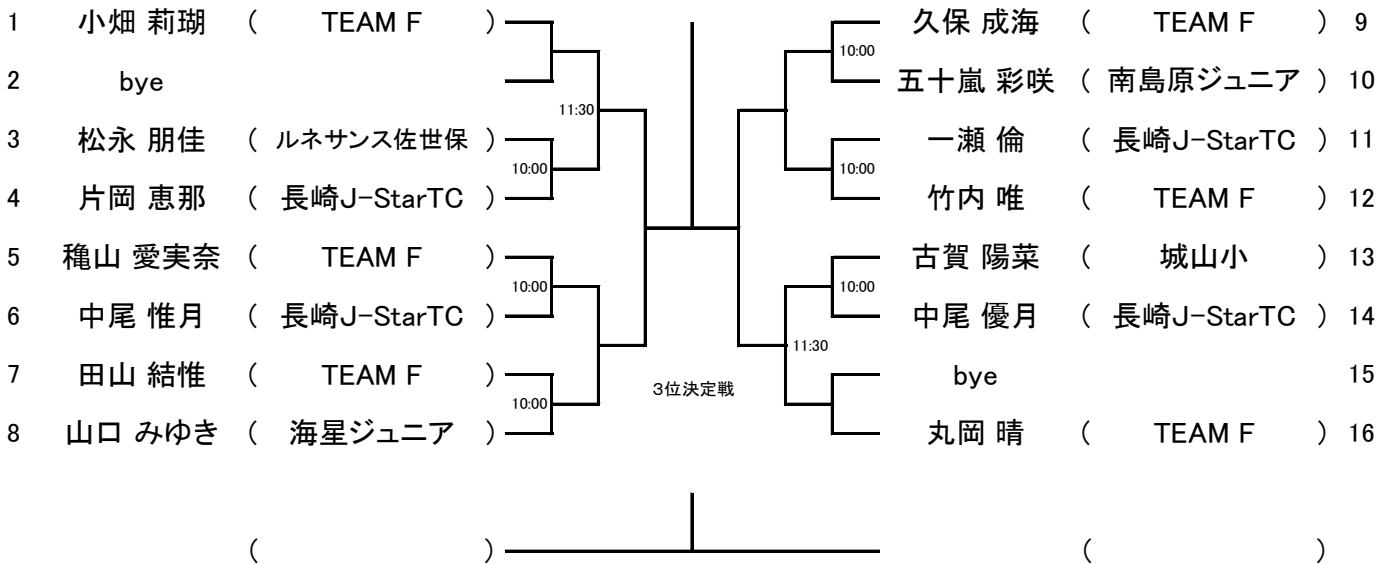 1 小畑 莉瑚 ( TEAM F ) 久保 成海 ( TEAM F ) 9
10:00
2 bye 五十嵐 彩咲 ( 南島原ジュニア ) 10
11:30
3 松永 朋佳 ( ルネサンス佐世保 ) 一瀬 倫 ( 長崎J-StarTC ) 11
10:00 10:00
4 片岡 恵那 ( 長崎J-StarTC ) 竹内 唯 ( TEAM F ) 12
5 穐山 愛実奈 ( TEAM F ) 古賀 陽菜 ( 城山小 ) 13
10:00 10:00
6 中尾 惟月 ( 長崎J-StarTC ) 中尾 優月 ( 長崎J-StarTC ) 14
11:30
7 田山 結惟 ( TEAM F ) bye 15
3位決定戦
10:00
8 山口 みゆき ( 海星ジュニア ) 丸岡 晴 ( TEAM F ) 16
( ) ( )